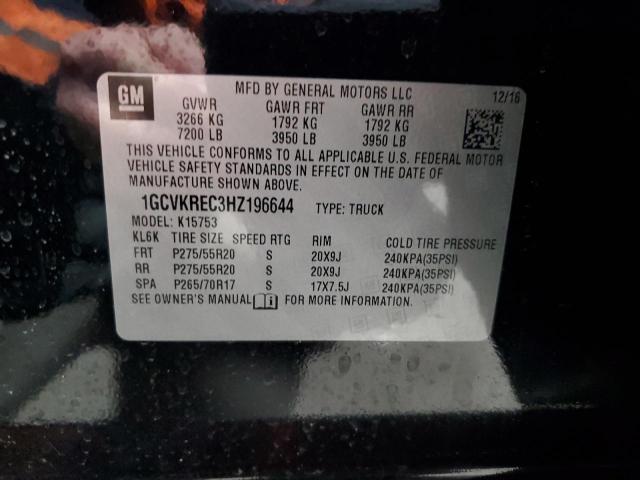 GM
MFD BY GENERAL MOTORS LLC
12/16
GVWR GAWR FRT GAWR RR
3266 KG 1792 KG 1792 KG
7200 LB 3950 LB 3950 LB
THIS VEHICLE CONFORMS TO ALL APPLICABLE U.S. FEDERAL MOTOR
VEHICLE SAFETY STANDARDS IN EFFECT ON THE DATE OF
MANUFACTURE SHOWN ABOVE.
1GCVKREC3HZ196644 TYPE: TRUCK
MODEL: K15753
KL6K TIRE SIZE SPEED RTG RIM COLD TIRE PRESSURE
FRT P275/55R20 S 20X9J 240KPA(35PSI)
RR P275/55R20 S 20X9J 240KPA(35PSI)
SPA P265/70R17 S 17X7.5J 240KPA(35PSI)
SEE OWNER'S MANUAL i FOR MORE INFORMATION.